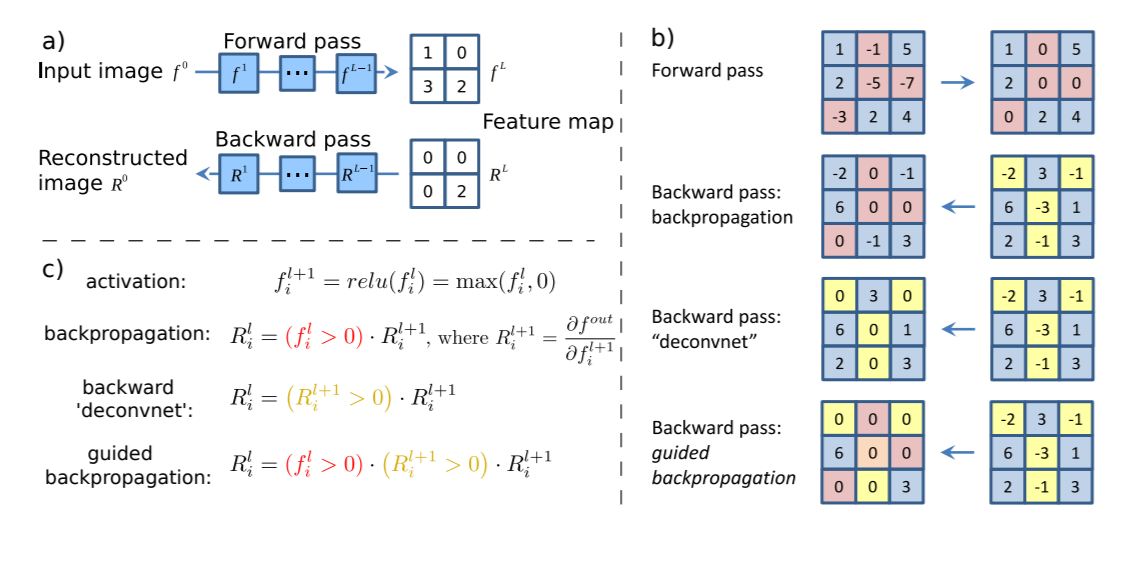 a)
Forward pass
Input image f^0 f^1 ... f^{L-1}
1 0
3 2
f^L
Feature map
Backward pass
Reconstructed
image R^0 R^1 ... R^{L-1}
0 0
0 2
R^L
b)
Forward pass
1 -1 5 1 0 5
2 -5 -7 2 0 0
-3 2 4 0 2 4
Backward pass:
backpropagation
-2 0 -1 -2 3 -1
6 0 0 6 -3 1
0 -1 3 2 -1 3
Backward pass:
“deconvnet”
0 3 0 -2 3 -1
6 0 1 6 -3 1
2 0 3 2 -1 3
Backward pass:
guided
backpropagation
0 0 0 -2 3 -1
6 0 0 6 -3 1
0 0 3 2 -1 3
c)
activation: f_i^{l+1} = relu(f_i^l) = max(f_i^l, 0)
backpropagation: R_i^l = (f_i^l > 0) · R_i^{l+1}, where R_i^{l+1} = ∂f^{out} / ∂f_i^{l+1}
backward
'deconvnet': R_i^l = (R_i^{l+1} > 0) · R_i^{l+1}
guided
backpropagation: R_i^l = (f_i^l > 0) · (R_i^{l+1} > 0) · R_i^{l+1}